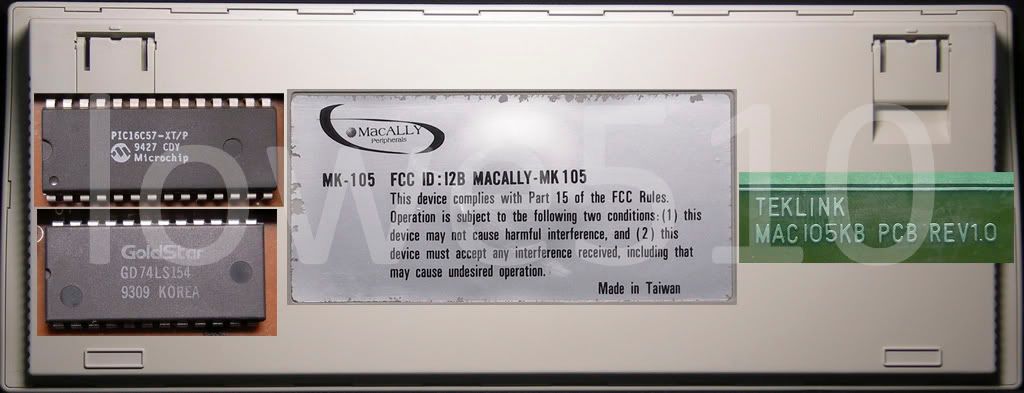 PIC16C57-XT/P
9427 CDY
Microchip
GoldStar
GD74LS154
9309 KOREA
MACALLY
Peripherals
MK-105 FCC ID:I2B MACALLY-MK105
This device complies with Part 15 of the FCC Rules.
Operation is subject to the following two conditions:(1) this
device may not cause harmful interference, and (2) this
device must accept any interference received, including that
may cause undesired operation.
Made in Taiwan
TEKLINK
MAC105KB PCB REV1.0
lowe510